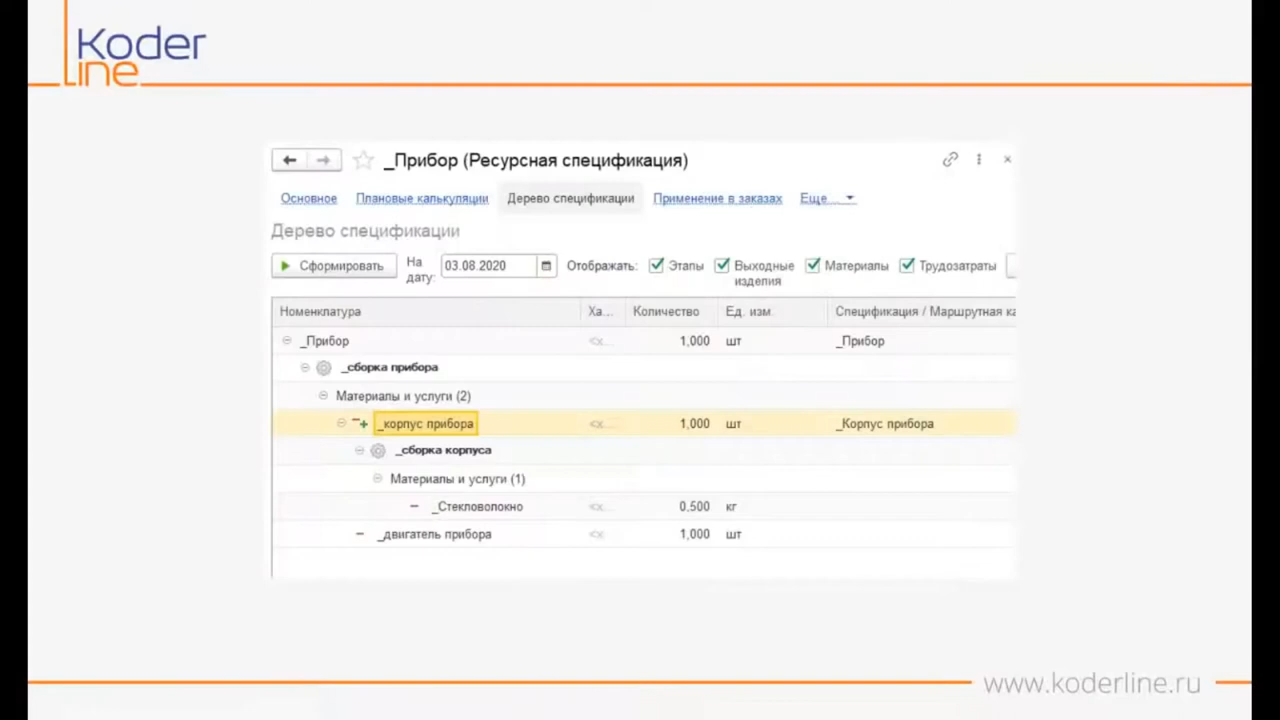 Koder
line
_Прибор (Ресурсная спецификация)
Основное Плановые калькуляции Дерево спецификации Применение в заказах Еще...
Дерево спецификации
Сформировать На дату: 03.08.2020 Отображать: Этапы Выходные изделия Материалы Трудозатраты
Номенклатура Ха... Количество Ед. изм. Спецификация / Маршрутная ка
_Прибор <х... 1,000 шт _Прибор
_сборка прибора
Материалы и услуги (2)
_корпус прибора <х... 1,000 шт _Корпус прибора
_сборка корпуса
Материалы и услуги (1)
_Стекловолокно <х... 0,500 кг
_двигатель прибора <х... 1,000 шт
www.koderline.ru